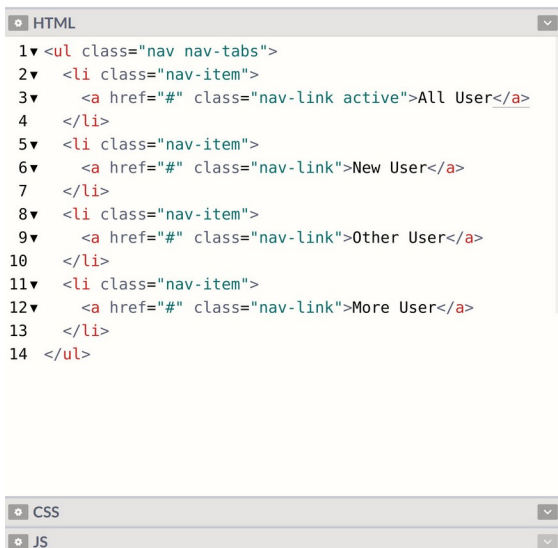 HTML
1 <ul class="nav nav-tabs">
2   <li class="nav-item">
3     <a href="#" class="nav-link active">All User</a>
4   </li>
5   <li class="nav-item">
6     <a href="#" class="nav-link">New User</a>
7   </li>
8   <li class="nav-item">
9     <a href="#" class="nav-link">Other User</a>
10   </li>
11   <li class="nav-item">
12     <a href="#" class="nav-link">More User</a>
13   </li>
14 </ul>
CSS
JS